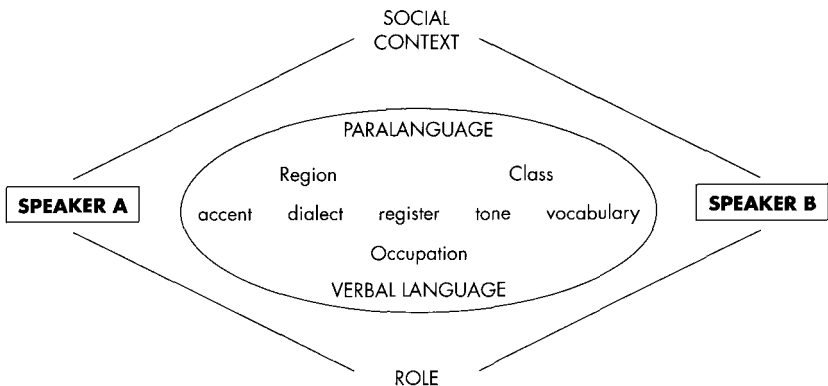 SOCIAL
CONTEXT
PARALANGUAGE
Region Class
SPEAKER A accent dialect register tone vocabulary SPEAKER B
Occupation
VERBAL LANGUAGE
ROLE